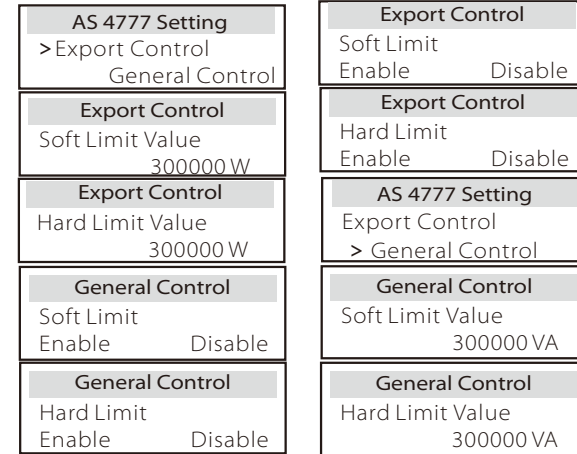 AS 4777 Setting
>Export Control
General Control
Export Control
Soft Limit
Enable Disable
Export Control
Soft Limit Value
300000 W
Export Control
Hard Limit
Enable Disable
Export Control
Hard Limit Value
300000 W
AS 4777 Setting
Export Control
> General Control
General Control
Soft Limit
Enable Disable
General Control
Soft Limit Value
300000 VA
General Control
Hard Limit
Enable Disable
General Control
Hard Limit Value
300000 VA